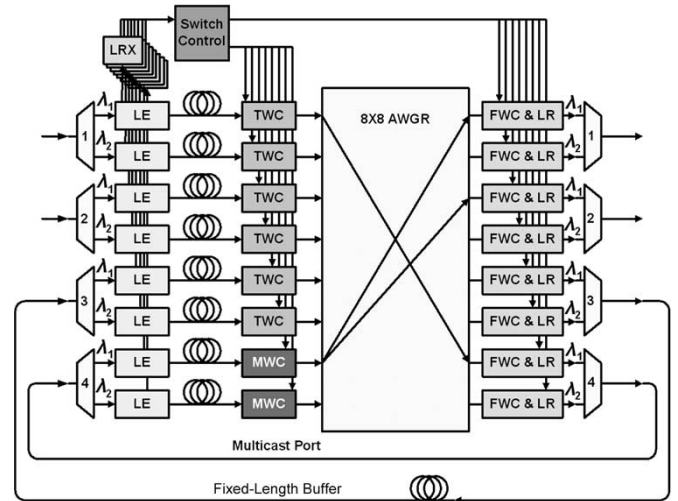 Switch
Control
LRX
8X8 AWGR
λ1 LE TWC FWC & LR λ1
1 1
λ2 LE TWC FWC & LR λ2
λ1 LE TWC FWC & LR λ1
2 2
λ2 LE TWC FWC & LR λ2
λ1 LE TWC FWC & LR λ1
3 3
λ2 LE TWC FWC & LR λ2
λ1 LE MWC FWC & LR λ1
4 4
λ2 LE MWC FWC & LR λ2
Multicast Port
Fixed-Length Buffer